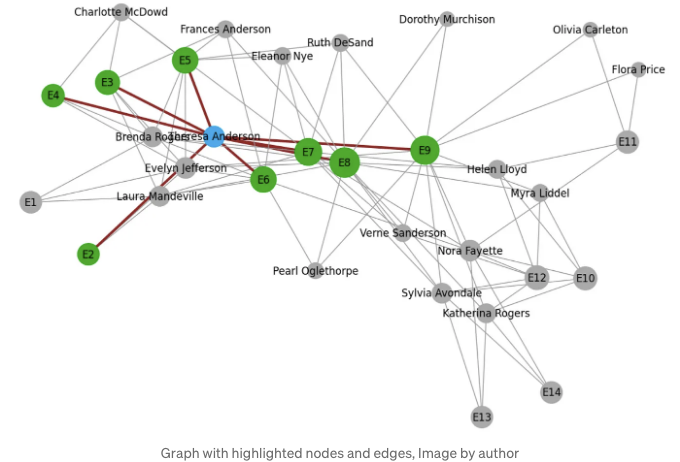 Charlotte McDowd
Dorothy Murchison
Frances Anderson
Olivia Carleton
Ruth DeSand
Eleanor Nye
E5
Flora Price
E3
E4
Brenda Rogers
Theresa Anderson
E11
E7
E9
E8
Evelyn Jefferson
Helen Lloyd
E6
Laura Mandeville
Myra Liddel
E1
Verne Sanderson
E2
Nora Fayette
Pearl Oglethorpe
E12
E10
Sylvia Avondale
Katherina Rogers
E14
E13
Graph with highlighted nodes and edges, Image by author